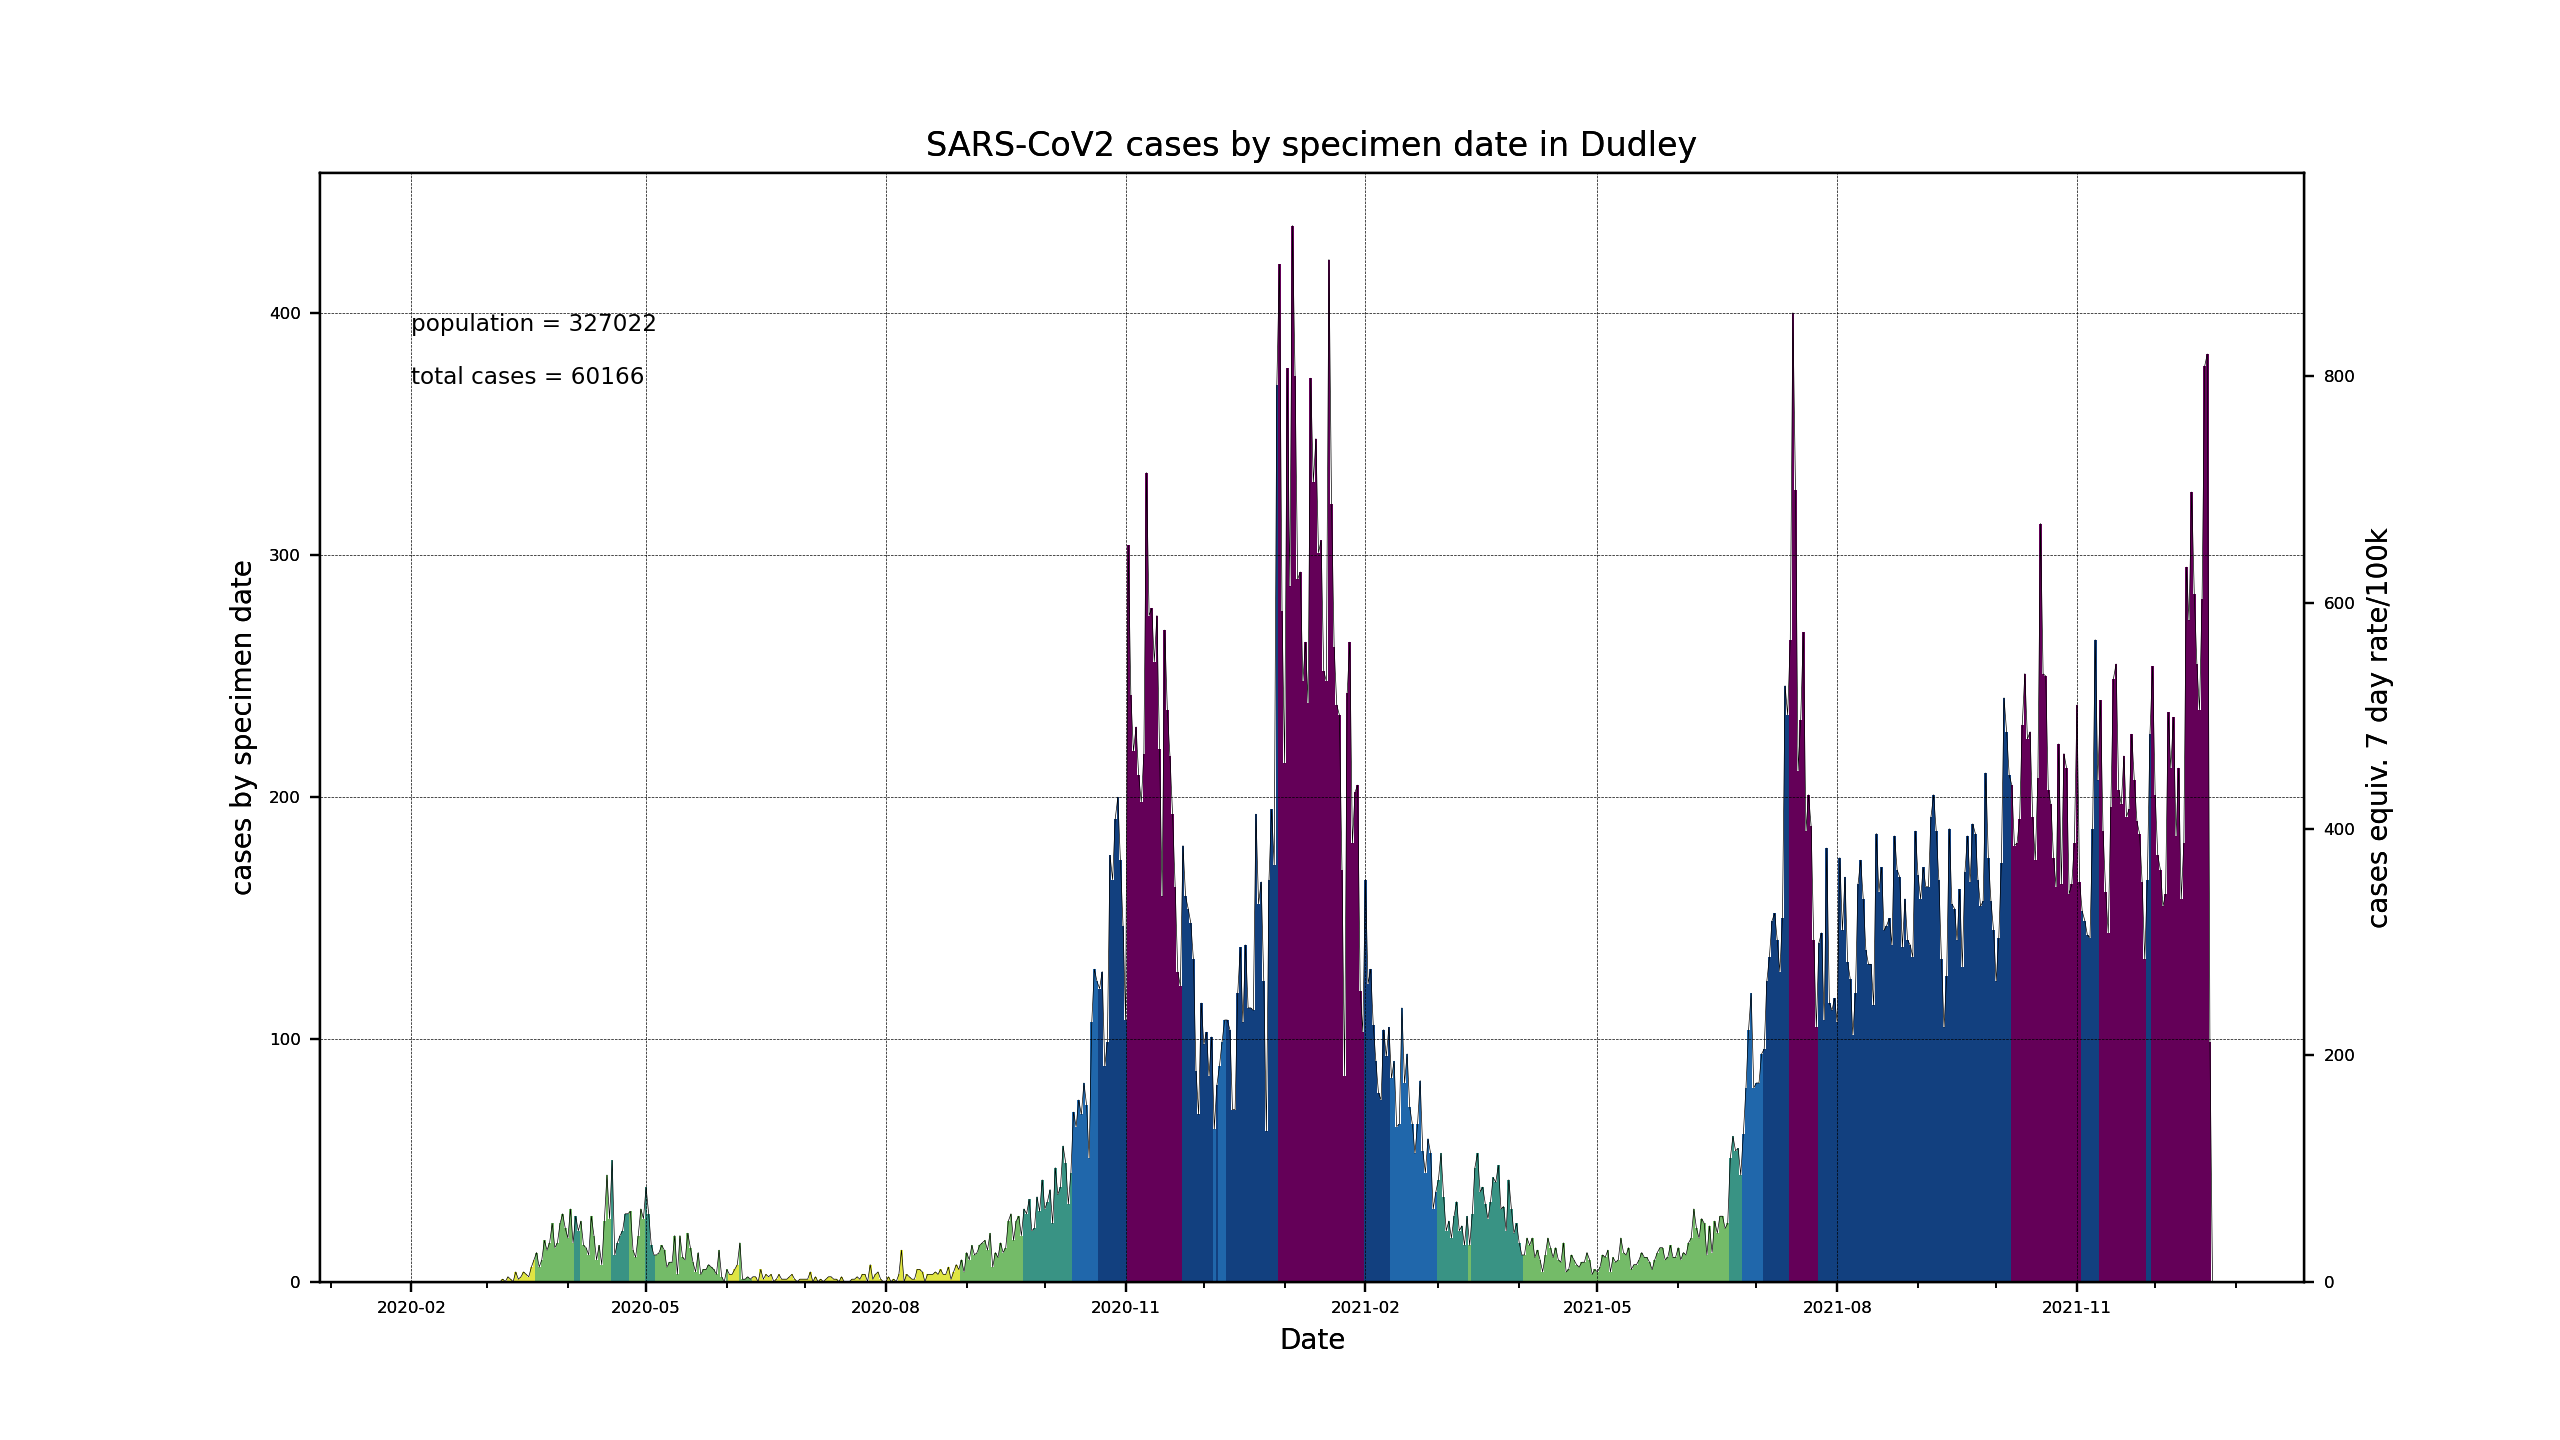 SARS-CoV2 cases by specimen date in Dudley
population = 327022
total cases = 60166
cases by specimen date
400
300
200
100
0
cases equiv. 7 day rate/100k
800
600
400
200
0
2020-02 2020-05 2020-08 2020-11 2021-02 2021-05 2021-08 2021-11
Date